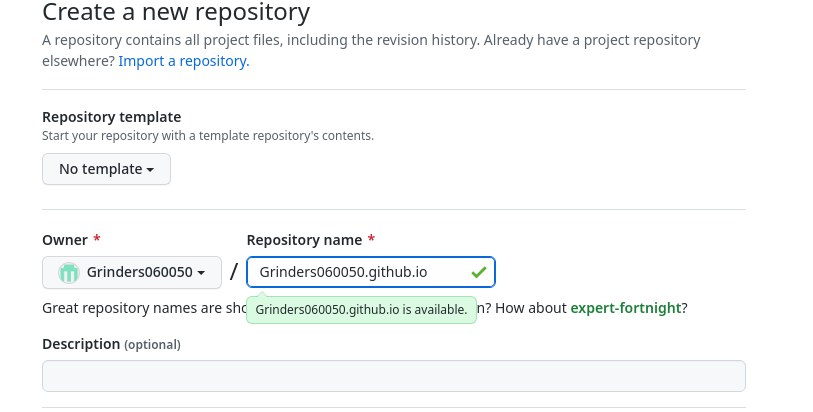 Create a new repository
A repository contains all project files, including the revision history. Already have a project repository
elsewhere? Import a repository.
Repository template
Start your repository with a template repository's contents.
No template
Owner *
Repository name *
Grinders060050
/
Grinders060050.github.io
Great repository names are
n? How about expert-fortnight?
Grinders060050.github.io is available.
Description (optional)